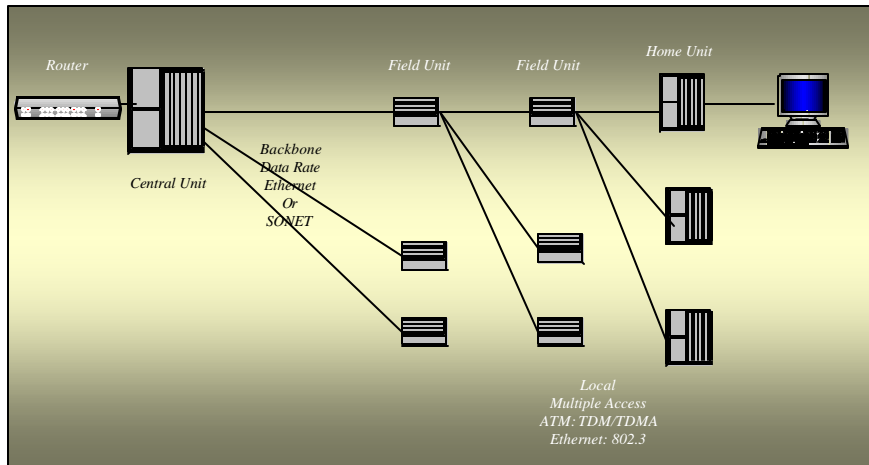 Router
Field Unit
Field Unit
Home Unit
Central Unit
Backbone
Data Rate
Ethernet
Or
SONET
Local
Multiple Access
ATM: TDM/TDMA
Ethernet: 802.3